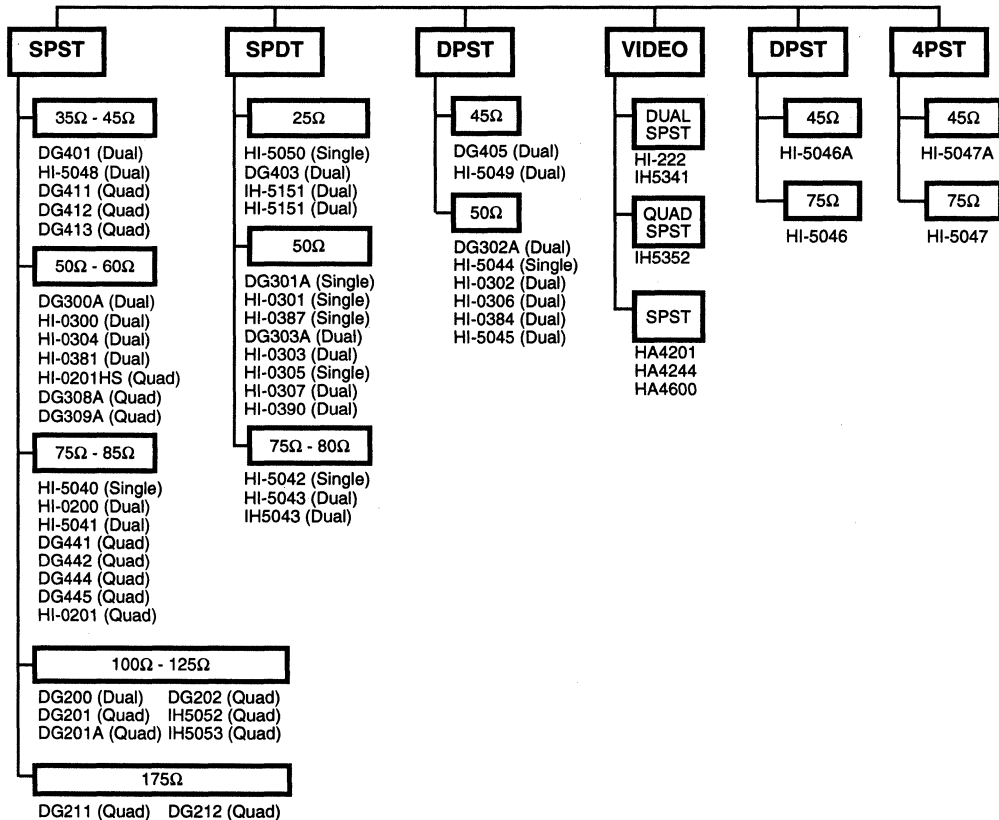 SPST
35Ω - 45Ω
DG401 (Dual)
HI-5048 (Dual)
DG411 (Quad)
DG412 (Quad)
DG413 (Quad)
50Ω - 60Ω
DG300A (Dual)
HI-0300 (Dual)
HI-0304 (Dual)
HI-0381 (Dual)
HI-0201HS (Quad)
DG308A (Quad)
DG309A (Quad)
75Ω - 85Ω
HI-5040 (Single)
HI-0200 (Dual)
HI-5041 (Dual)
DG441 (Quad)
DG442 (Quad)
DG444 (Quad)
DG445 (Quad)
HI-0201 (Quad)
100Ω - 125Ω
DG200 (Dual) DG202 (Quad)
DG201 (Quad) IH5052 (Quad)
DG201A (Quad) IH5053 (Quad)
175Ω
DG211 (Quad) DG212 (Quad)
SPDT
25Ω
HI-5050 (Single)
DG403 (Dual)
IH-5151 (Dual)
HI-5151 (Dual)
50Ω
DG301A (Single)
HI-0301 (Single)
HI-0387 (Single)
DG303A (Dual)
HI-0303 (Dual)
HI-0305 (Single)
HI-0307 (Dual)
HI-0390 (Dual)
75Ω - 80Ω
HI-5042 (Single)
HI-5043 (Dual)
IH5043 (Dual)
DPST
45Ω
DG405 (Dual)
HI-5049 (Dual)
50Ω
DG302A (Dual)
HI-5044 (Single)
HI-0302 (Dual)
HI-0306 (Dual)
HI-0384 (Dual)
HI-5045 (Dual)
VIDEO
DUAL
SPST
HI-222
IH5341
QUAD
SPST
IH5352
SPST
HA4201
HA4244
HA4600
DPST
45Ω
HI-5046A
75Ω
HI-5046
4PST
45Ω
HI-5047A
75Ω
HI-5047